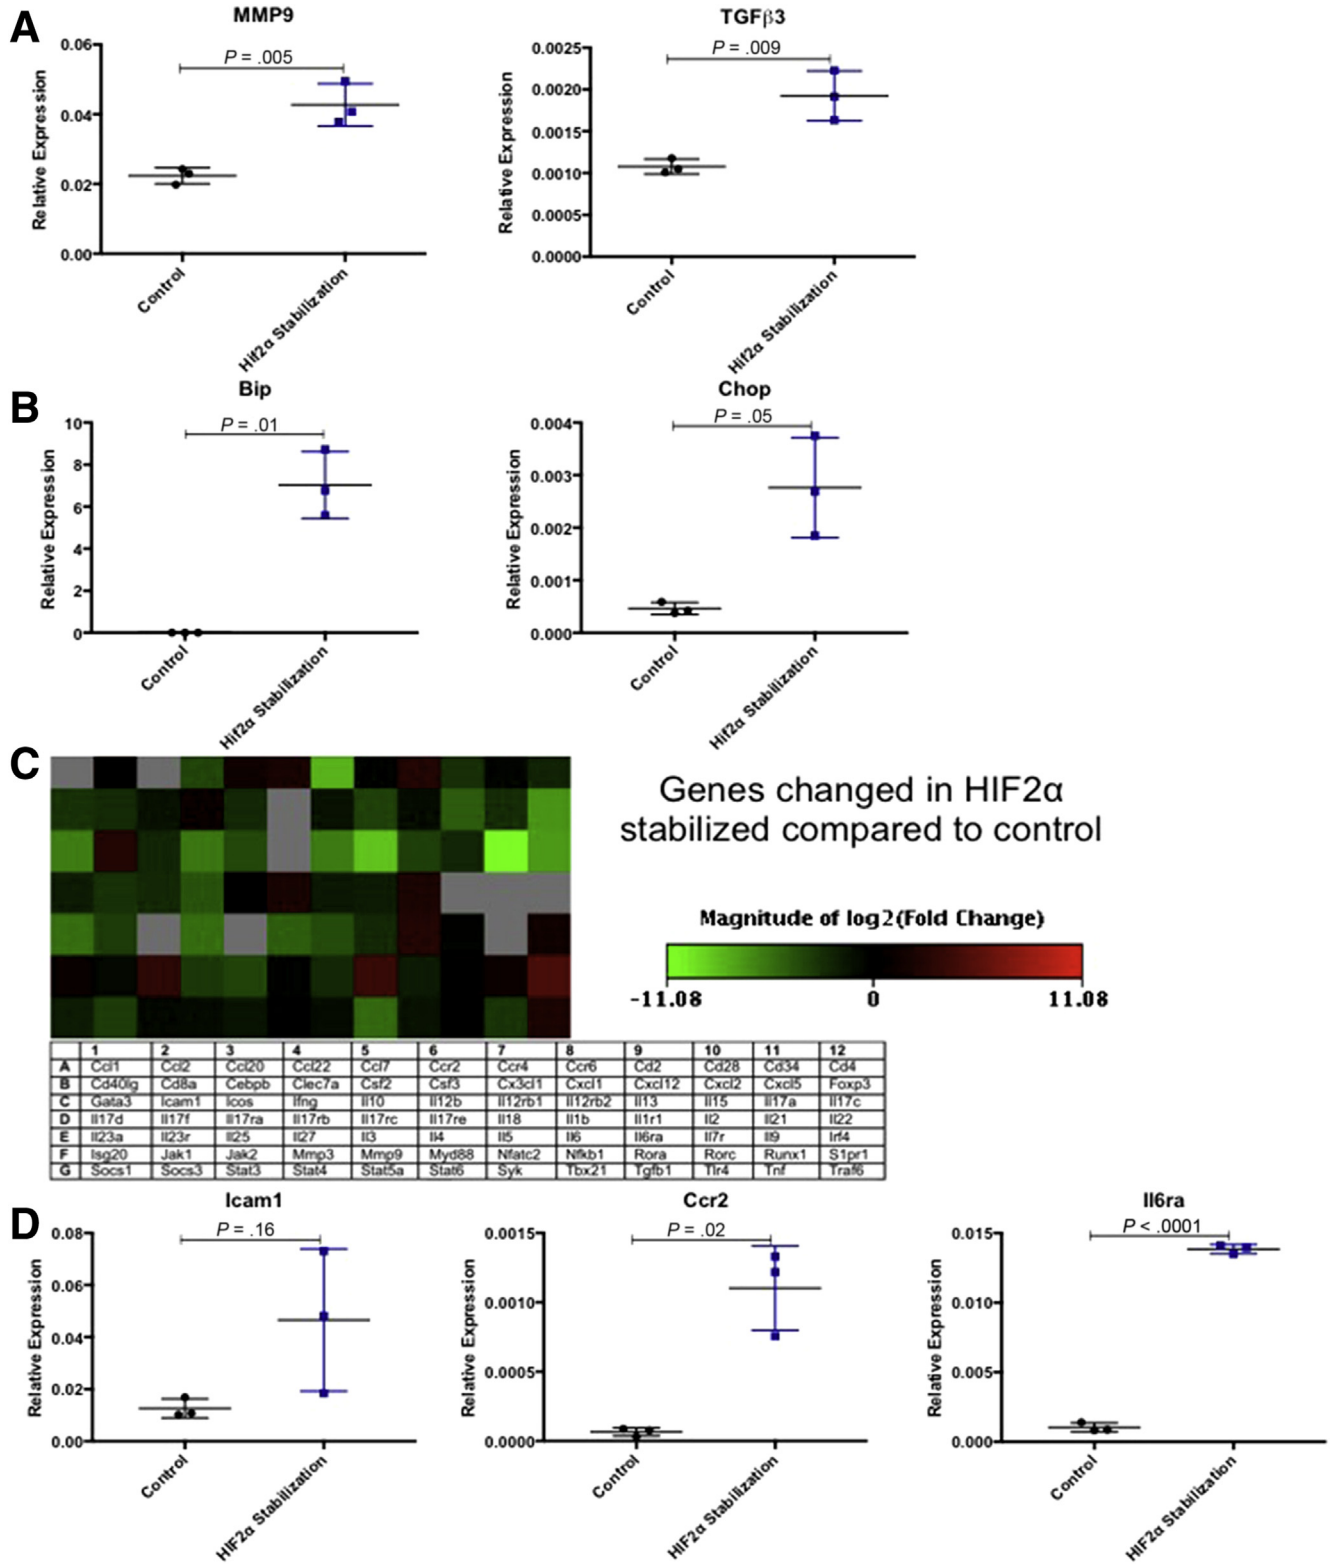 A
MMP9
P = .005
Relative Expression
0.06
0.04
0.02
0.00
Control
Hif2α Stabilization
TGFβ3
P = .009
Relative Expression
0.0025
0.0020
0.0015
0.0010
0.0005
0.0000
Control
Hif2α Stabilization
B
Bip
P = .01
Relative Expression
10
8
6
4
2
0
Control
Hif2α Stabilization
Chop
P = .05
Relative Expression
0.004
0.003
0.002
0.001
0.000
Control
Hif2α Stabilization
C
Genes changed in HIF2α
stabilized compared to control
Magnitude of log2(Fold Change)
-11.08 0 11.08
1 2 3 4 5 6 7 8 9 10 11 12
A Ccl1 Ccl2 Ccl20 Ccl22 Ccl7 Ccr2 Ccr4 Ccr6 Cd2 Cd28 Cd34 Cd4
B Cd40lg Cd8a Cebpb Clec7a Csf2 Csf3 Cx3cl1 Cxcl1 Cxcl12 Cxcl2 Cxcl5 Foxp3
C Gata3 Icam1 Icos Ifng Il10 Il12b Il12rb1 Il12rb2 Il13 Il15 Il17a Il17c
D Il17d Il17f Il17ra Il17rb Il17rc Il17re Il18 Il1b Il1r1 Il2 Il21 Il22
E Il23a Il23r Il25 Il27 Il3 Il4 Il5 Il6 Il6ra Il7r Il9 Irf4
F Isg20 Jak1 Jak2 Mmp3 Mmp9 Myd88 Nfatc2 Nfkb1 Rora Rorc Runx1 S1pr1
G Socs1 Socs3 Stat3 Stat4 Stat5a Stat6 Syk Tbx21 Tgfb1 Tlr4 Tnf Traf6
D
Icam1
P = .16
Relative Expression
0.08
0.06
0.04
0.02
0.00
Control
HIF2α Stabilization
Ccr2
P = .02
Relative Expression
0.0015
0.0010
0.0005
0.0000
Control
HIF2α Stabilization
Il6ra
P < .0001
Relative Expression
0.015
0.010
0.005
0.000
Control
HIF2α Stabilization